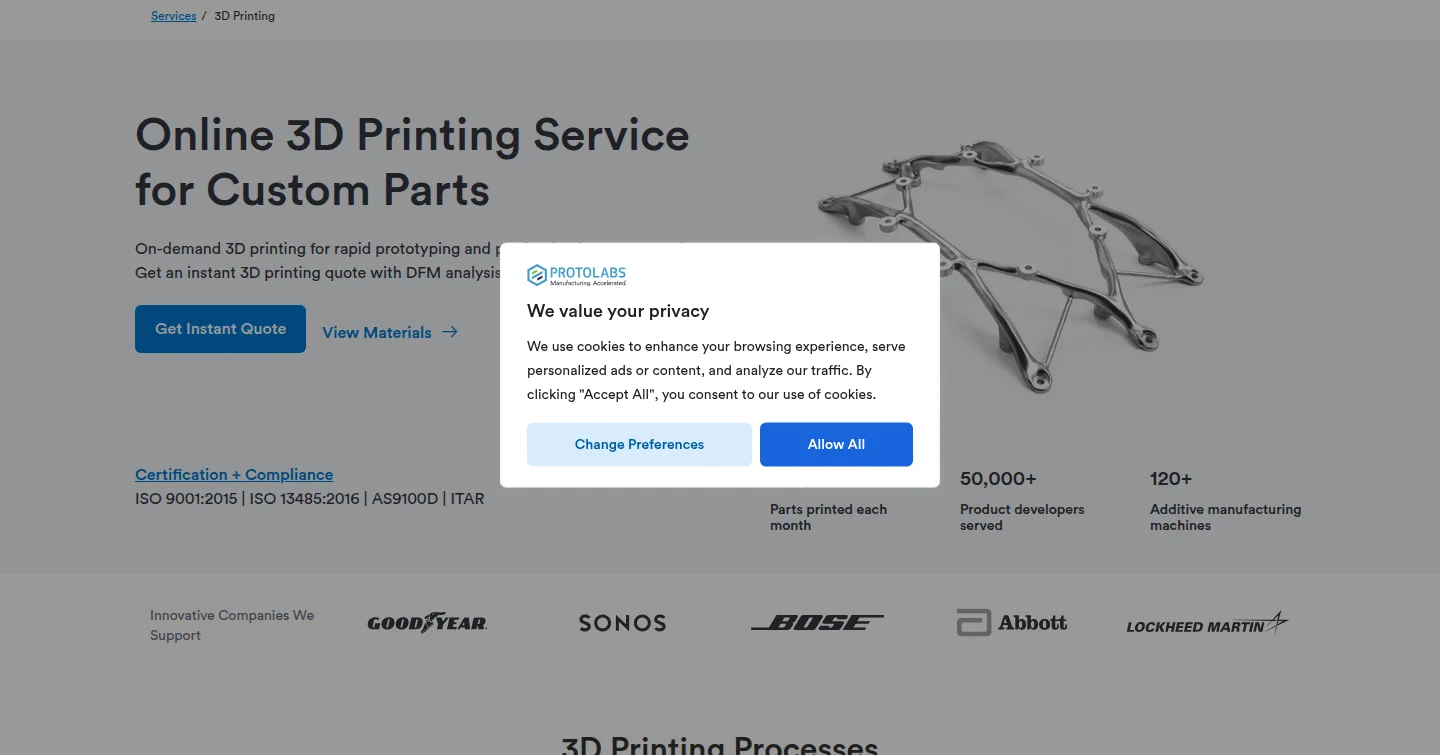 Services / 3D Printing
Online 3D Printing Service
for Custom Parts
On-demand 3D printing for rapid prototyping and
Get an instant 3D printing quote with DFM analysis
Get Instant Quote
View Materials
PROTOLABS
Manufacturing. Accelerated.
We value your privacy
We use cookies to enhance your browsing experience, serve
personalized ads or content, and analyze our traffic. By
clicking "Accept All", you consent to our use of cookies.
Change Preferences
Allow All
Certification + Compliance
ISO 9001:2015 | ISO 13485:2016 | AS9100D | ITAR
Parts printed each
month
50,000+
Product developers
served
120+
Additive manufacturing
machines
Innovative Companies We
Support
GOODYEAR
SONOS
BOSE
Abbott
LOCKHEED MARTIN
3D Printing Processes